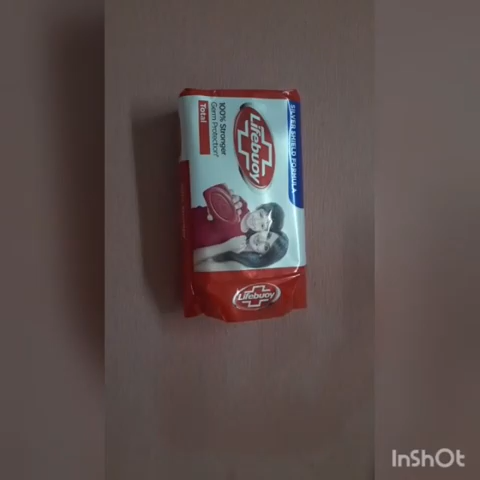 SILVER SHIELD FORMULA
Lifebuoy
100% Stronger
Germ Protection*
Total
Lifebuoy
InShOt